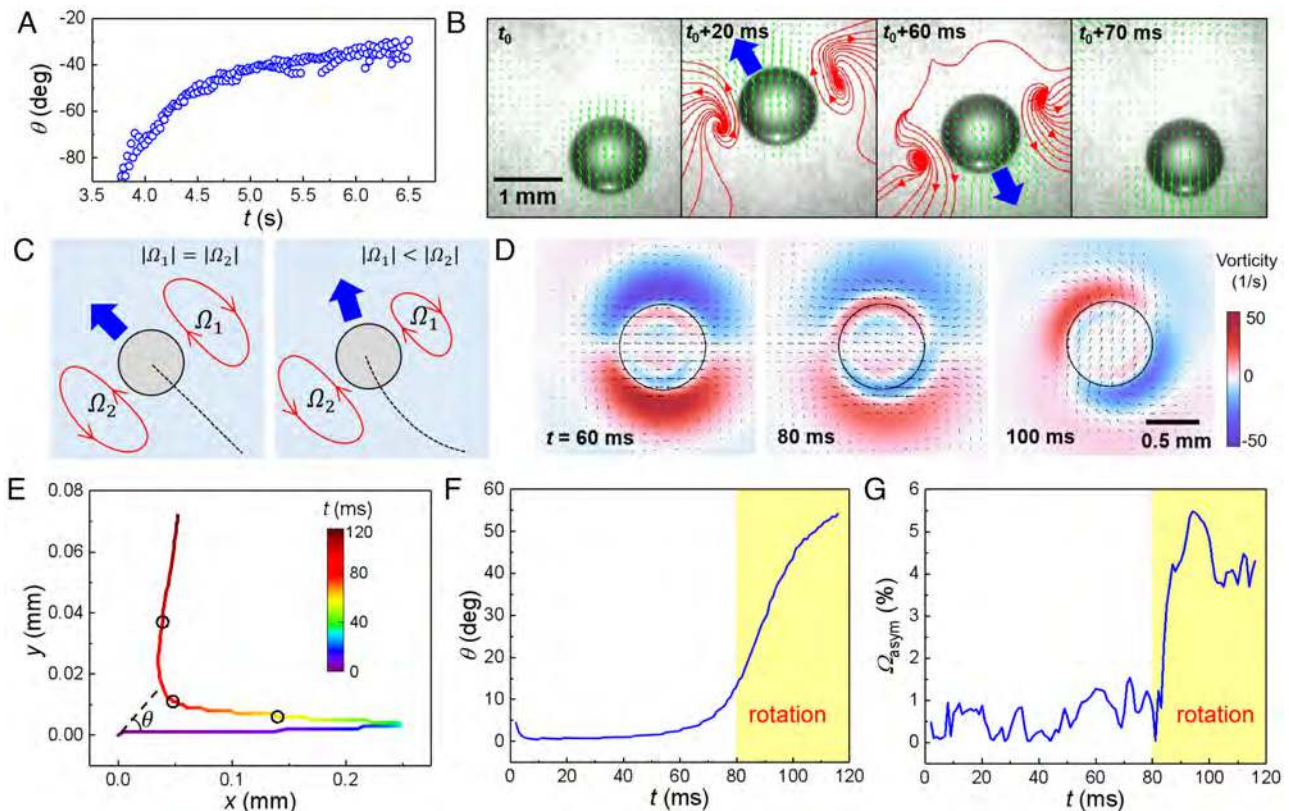 A
-20
-40
-60
-80
θ (deg)
3.5 4.0 4.5 5.0 5.5 6.0 6.5
t (s)
B
t₀
t₀+20 ms
t₀+60 ms
t₀+70 ms
1 mm
C
|Ω₁| = |Ω₂|
Ω₁
Ω₂
|Ω₁| < |Ω₂|
Ω₁
Ω₂
D
t = 60 ms
80 ms
100 ms
0.5 mm
Vorticity
(1/s)
50
0
-50
E
0.08
0.06
0.04
0.02
0.00
y (mm)
0.0 0.1 0.2
x (mm)
t (ms)
120
80
40
0
θ
F
60
50
40
30
20
10
0
θ (deg)
rotation
0 20 40 60 80 100 120
t (ms)
G
6
5
4
3
2
1
0
Ωasym (%)
rotation
0 20 40 60 80 100 120
t (ms)